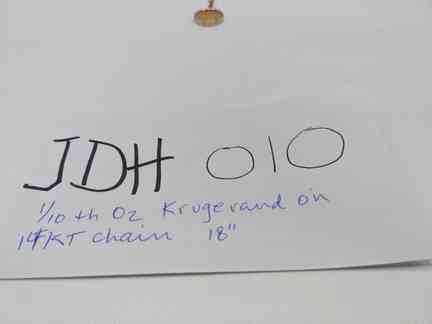 JDH 010
1/10 th Oz Krugerand on
14KT chain 18"